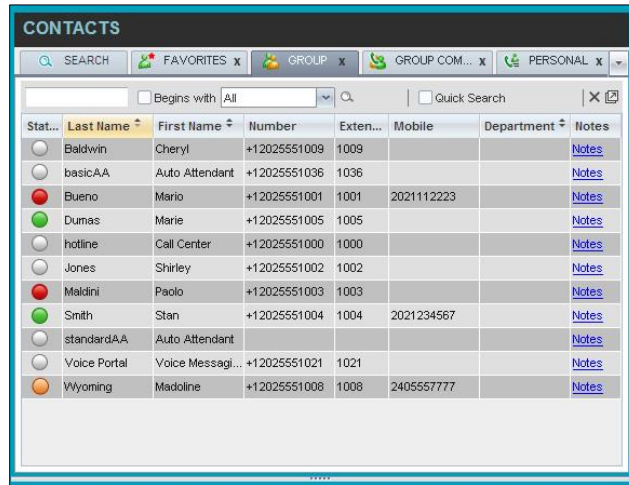 CONTACTS
SEARCH FAVORITES x GROUP x GROUP COM... x PERSONAL x
Begins with All Quick Search X
Stat... Last Name First Name Number Exten... Mobile Department Notes
Baldwin Cheryl +12025551009 1009 Notes
basicAA Auto Attendant +12025551036 1036 Notes
Bueno Mario +12025551001 1001 2021112223 Notes
Dumas Marie +12025551005 1005 Notes
hotline Call Center +12025551000 1000 Notes
Jones Shirley +12025551002 1002 Notes
Maldini Paolo +12025551003 1003 Notes
Smith Stan +12025551004 1004 2021234567 Notes
standardAA Auto Attendant Notes
Voice Portal Voice Messagi... +12025551021 1021 Notes
Wyoming Madoline +12025551008 1008 2405557777 Notes